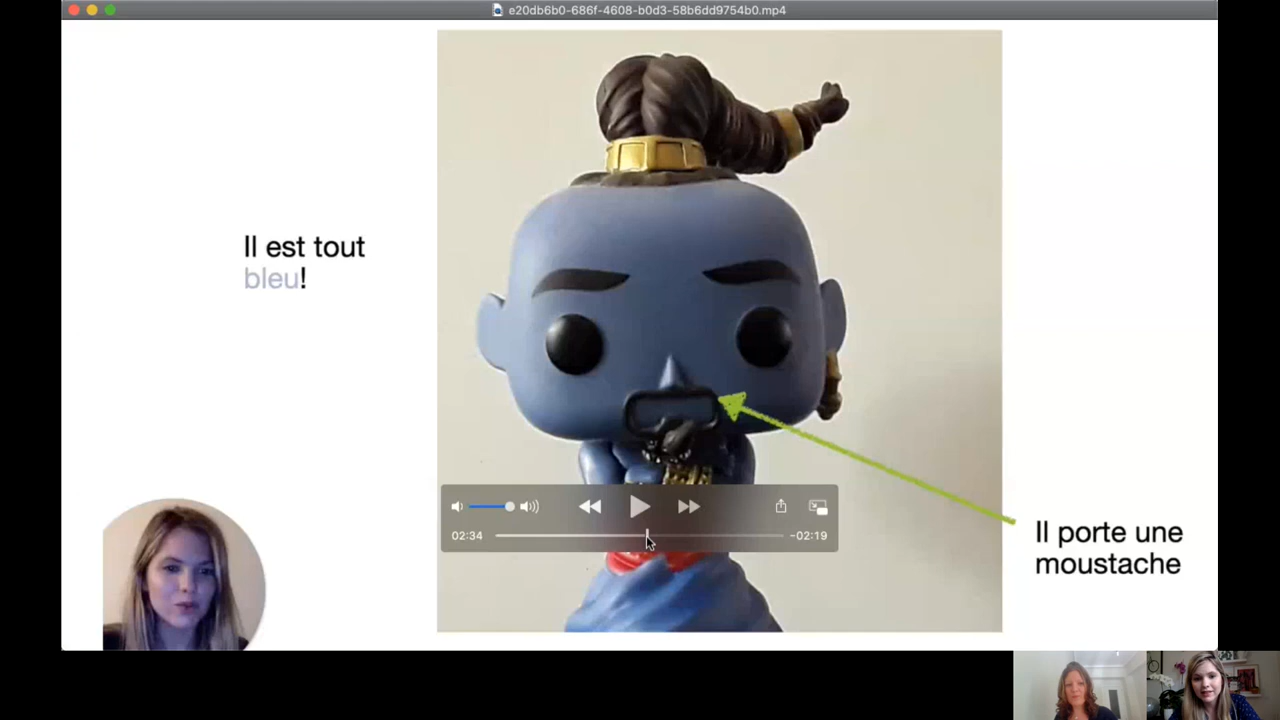 e20db6b0-686f-4608-b0d3-58b6dd9754b0.mp4
Il est tout
bleu!
02:34
-02:19
Il porte une
moustache